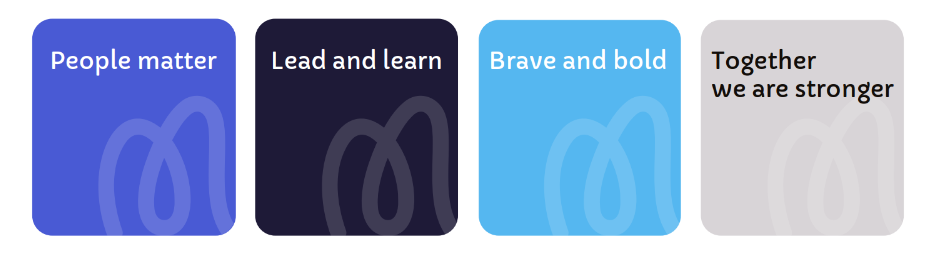 People matter
Lead and learn
Brave and bold
Together
we are stronger